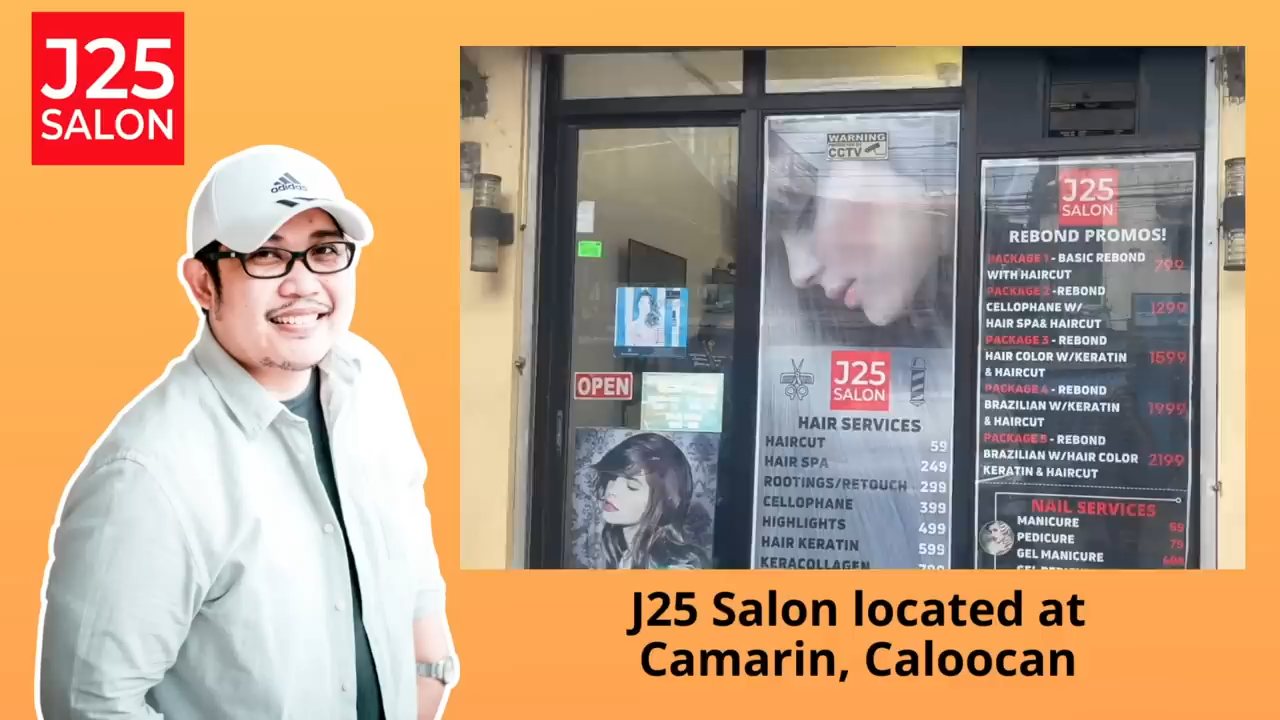 J25
SALON
adidas
WARNING
CCTV
OPEN
J25
SALON
HAIR SERVICES
HAIRCUT 59
HAIR SPA 249
ROOTINGS/RETOUCH 299
CELLOPHANE 399
HIGHLIGHTS 499
HAIR KERATIN 599
KERACOLLAGEN
J25
SALON
REBOND PROMOS!
PACKAGE 1 - BASIC REBOND
WITH HAIRCUT 799
PACKAGE 2 -REBOND
CELLOPHANE W/ 1299
HAIR SPA& HAIRCUT
PACKAGE 3 - REBOND
HAIR COLOR W/KERATIN 1599
& HAIRCUT
PACKAGE 4 - REBOND
BRAZILIAN W/KERATIN 1999
& HAIRCUT
PACKAGE 5 - REBOND
BRAZILIAN W/HAIR COLOR 2199
KERATIN & HAIRCUT
NAIL SERVICES
MANICURE
PEDICURE 79
GEL MANICURE
J25 Salon located at
Camarin, Caloocan